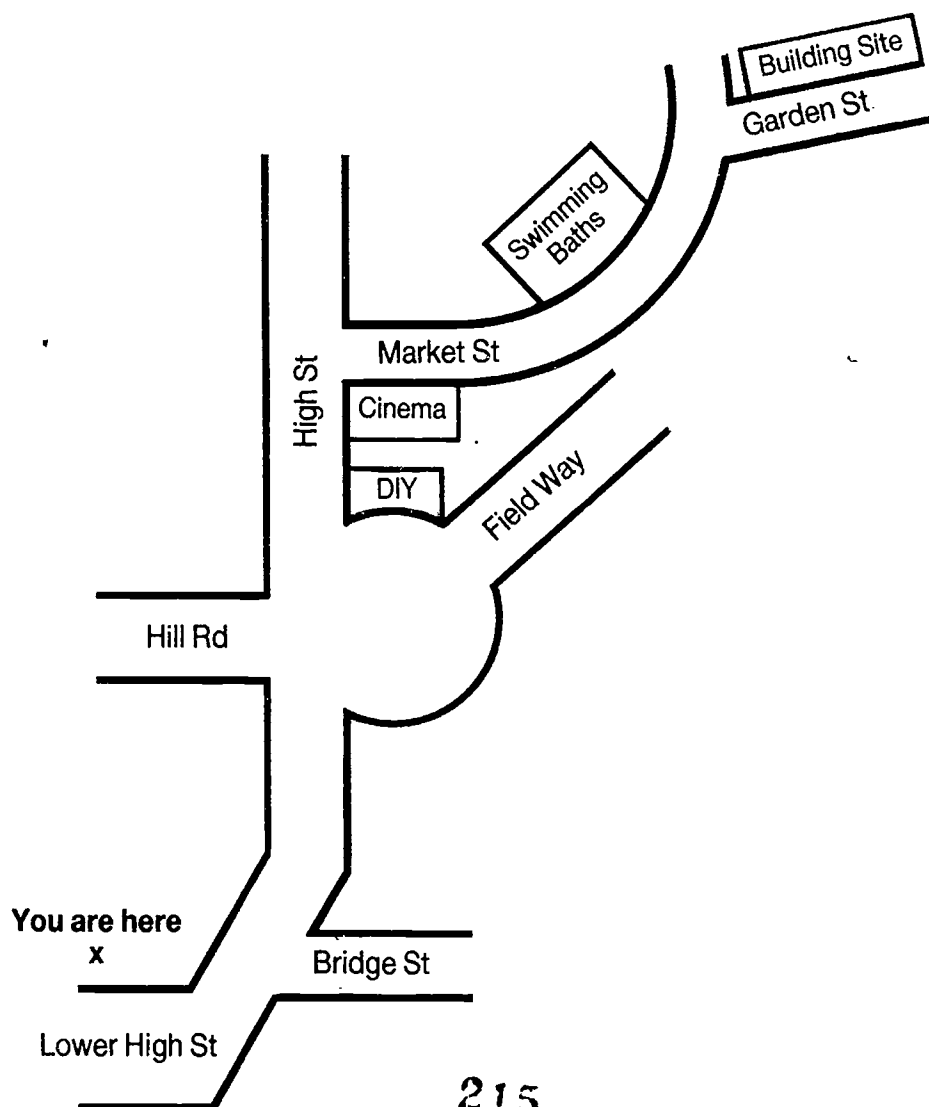 Building Site
Garden St.
Swimming
Baths
Market St
High St
Cinema
DIY
Field Way
Hill Rd
You are here
x
Bridge St
Lower High St
215